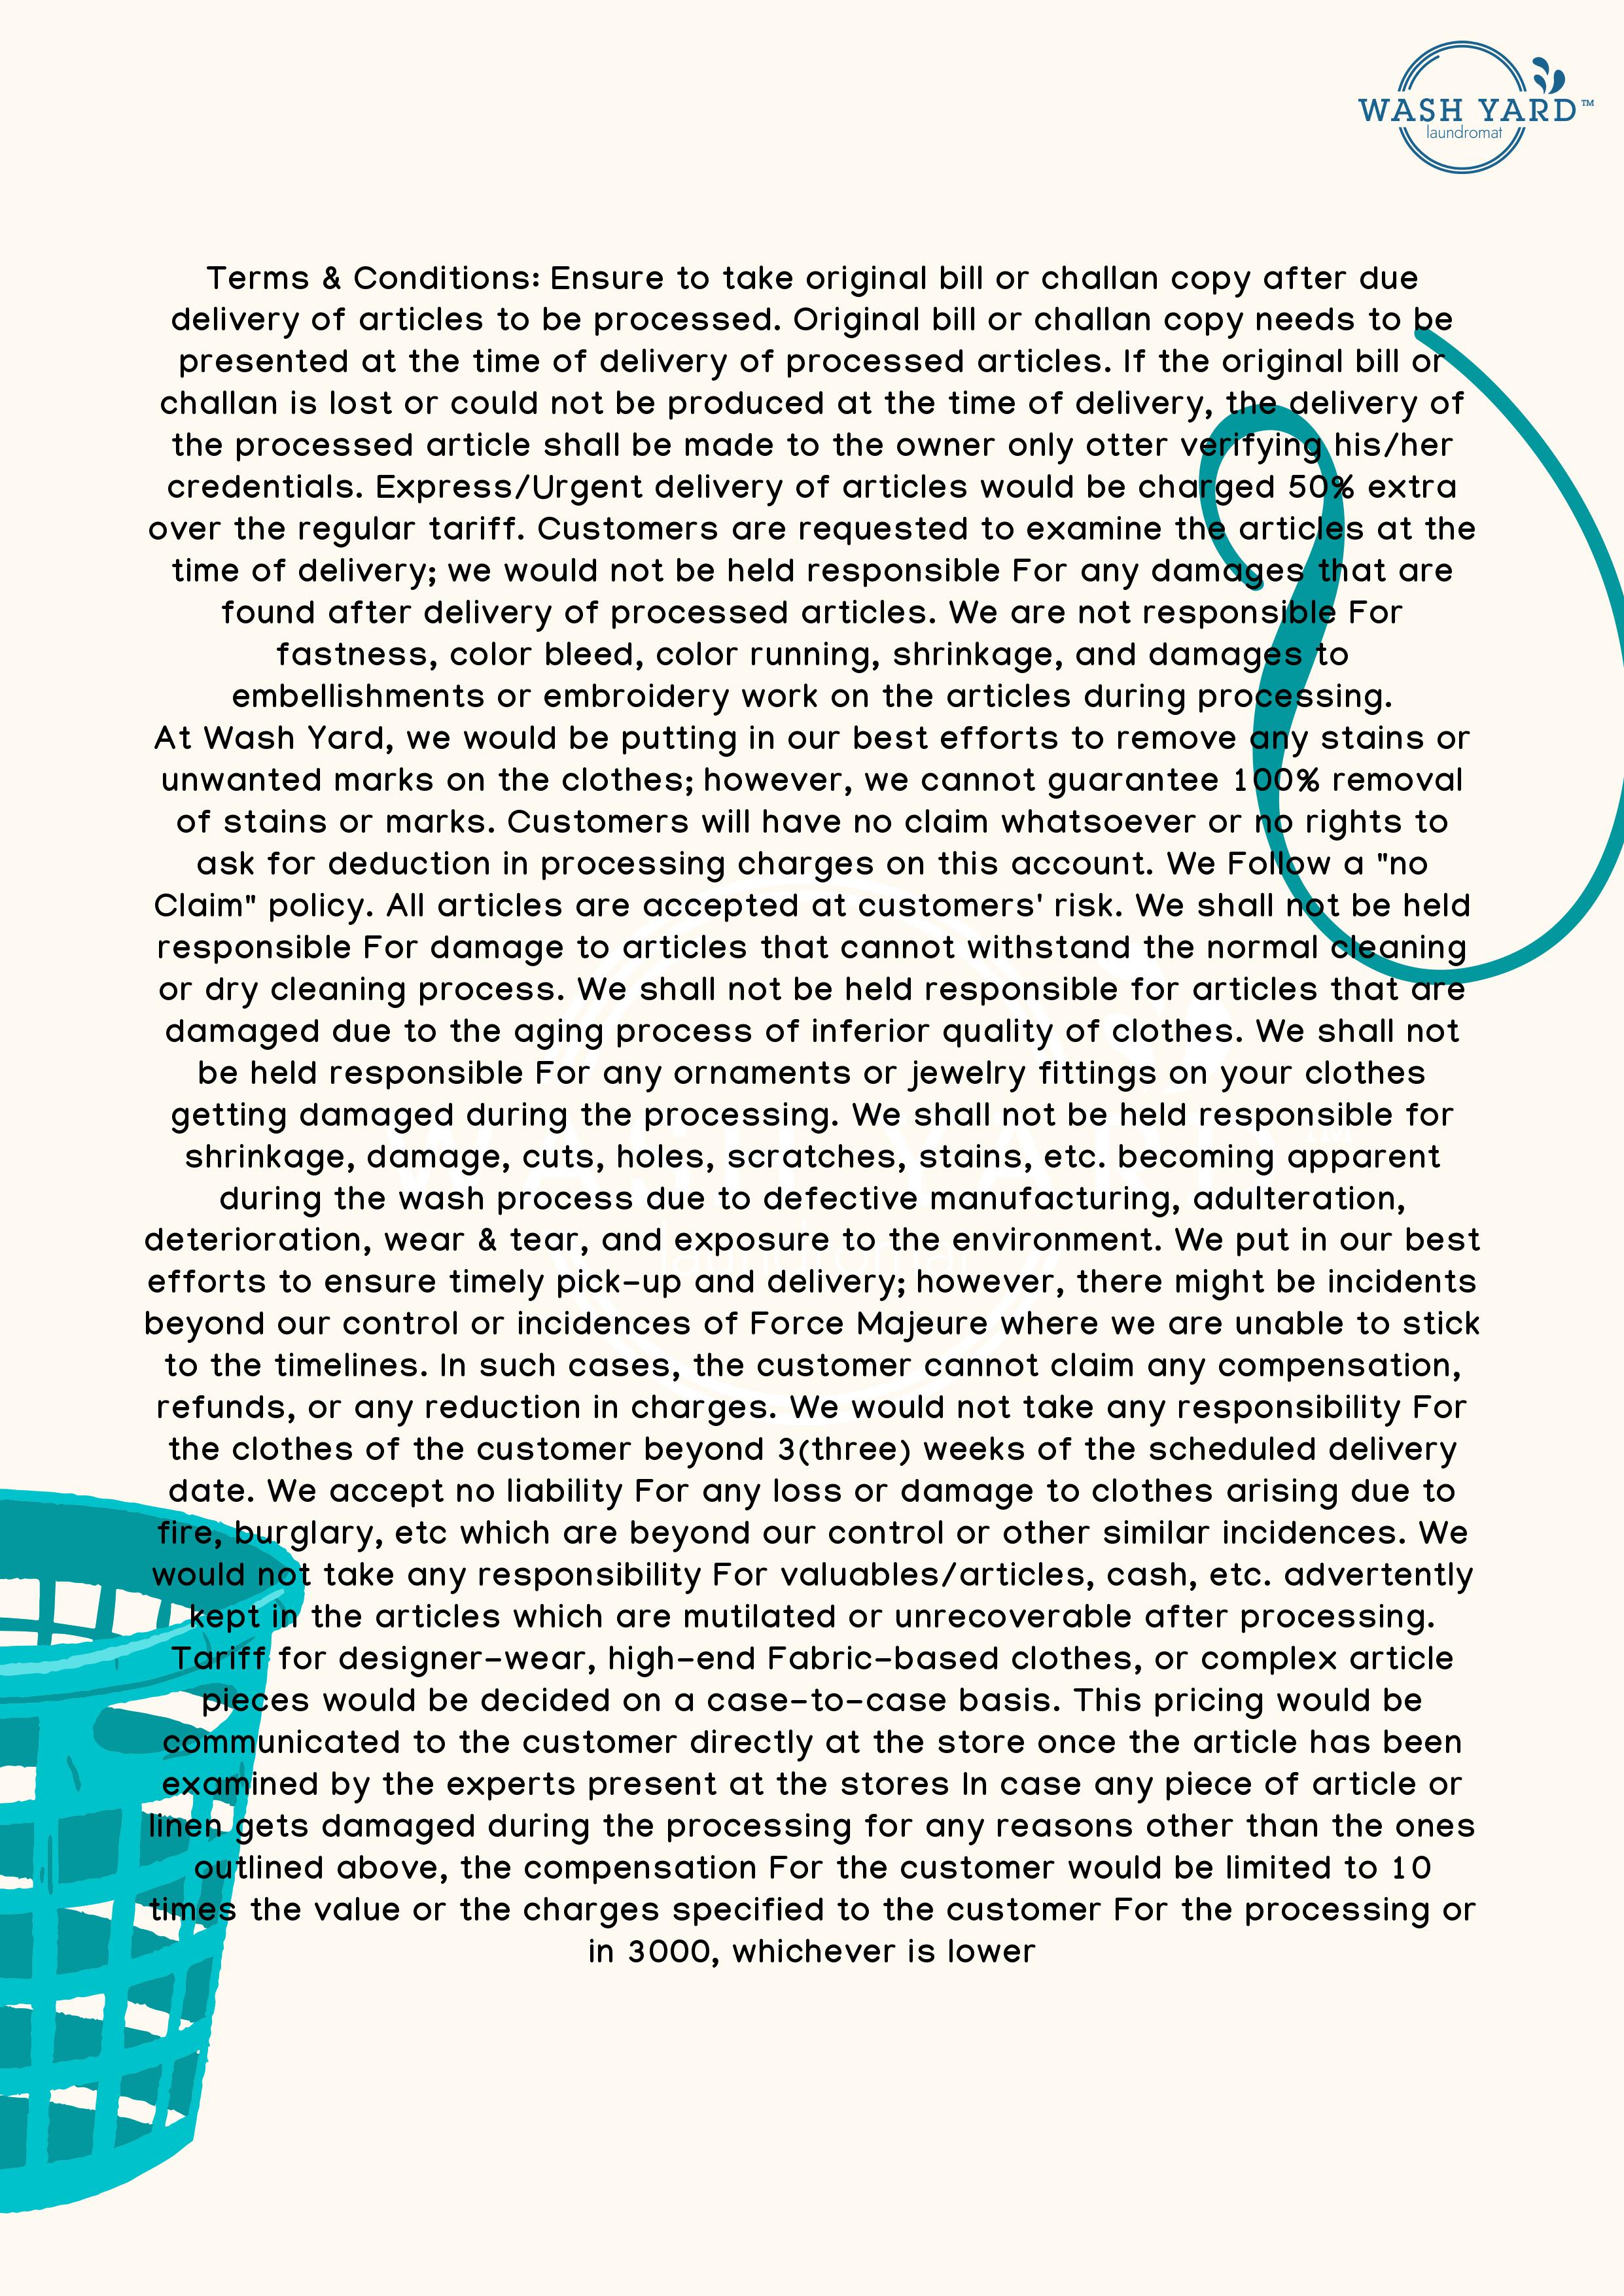 WASH YARD™
laundromat
Terms & Conditions: Ensure to take original bill or challan copy after due
delivery of articles to be processed. Original bill or challan copy needs to be
presented at the time of delivery of processed articles. If the original bill or
challan is lost or could not be produced at the time of delivery, the delivery of
the processed article shall be made to the owner only otter verifying his/her
credentials. Express/Urgent delivery of articles would be charged 50% extra
over the regular tariff. Customers are requested to examine the articles at the
time of delivery; we would not be held responsible For any damages that are
found after delivery of processed articles. We are not responsible For
fastness, color bleed, color running, shrinkage, and damages to
embellishments or embroidery work on the articles during processing.
At Wash Yard, we would be putting in our best efforts to remove any stains or
unwanted marks on the clothes; however, we cannot guarantee 100% removal
of stains or marks. Customers will have no claim whatsoever or no rights to
ask for deduction in processing charges on this account. We Follow a "no
Claim" policy. All articles are accepted at customers' risk. We shall not be held
responsible For damage to articles that cannot withstand the normal cleaning
or dry cleaning process. We shall not be held responsible for articles that are
damaged due to the aging process of inferior quality of clothes. We shall not
be held responsible For any ornaments or jewelry fittings on your clothes
getting damaged during the processing. We shall not be held responsible for
shrinkage, damage, cuts, holes, scratches, stains, etc. becoming apparent
during the wash process due to defective manufacturing, adulteration,
deterioration, wear & tear, and exposure to the environment. We put in our best
efforts to ensure timely pick-up and delivery; however, there might be incidents
beyond our control or incidences of Force Majeure where we are unable to stick
to the timelines. In such cases, the customer cannot claim any compensation,
refunds, or any reduction in charges. We would not take any responsibility For
the clothes of the customer beyond 3(three) weeks of the scheduled delivery
date. We accept no liability For any loss or damage to clothes arising due to
fire, burglary, etc which are beyond our control or other similar incidences. We
would not take any responsibility For valuables/articles, cash, etc. advertently
kept in the articles which are mutilated or unrecoverable after processing.
Tariff for designer-wear, high-end Fabric-based clothes, or complex article
pieces would be decided on a case-to-case basis. This pricing would be
communicated to the customer directly at the store once the article has been
examined by the experts present at the stores In case any piece of article or
linen gets damaged during the processing for any reasons other than the ones
outlined above, the compensation For the customer would be limited to 10
times the value or the charges specified to the customer For the processing or
in 3000, whichever is lower